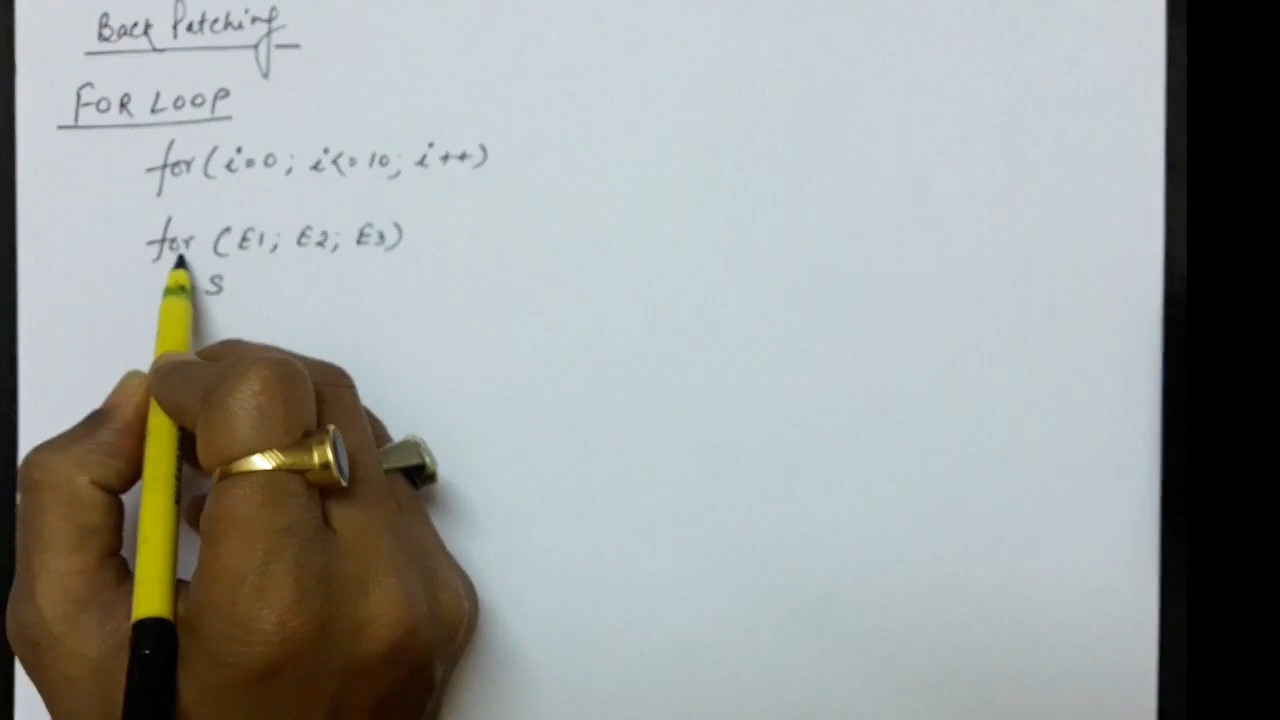 Back Patching
FOR LOOP
for(i=0; i<=10; i++)
for (E1; E2; E3)
S